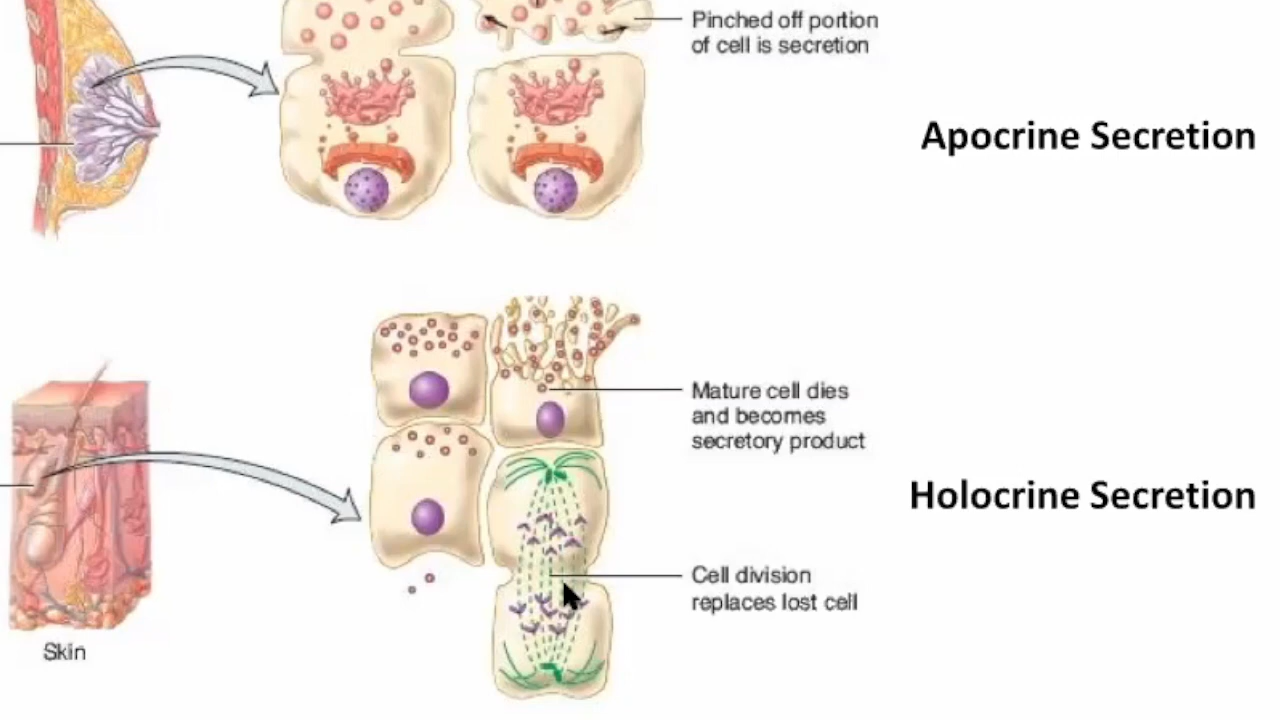 Pinched off portion
of cell is secretion
Apocrine Secretion
Mature cell dies
and becomes
secretory product
Holocrine Secretion
Cell division
replaces lost cell
Skin